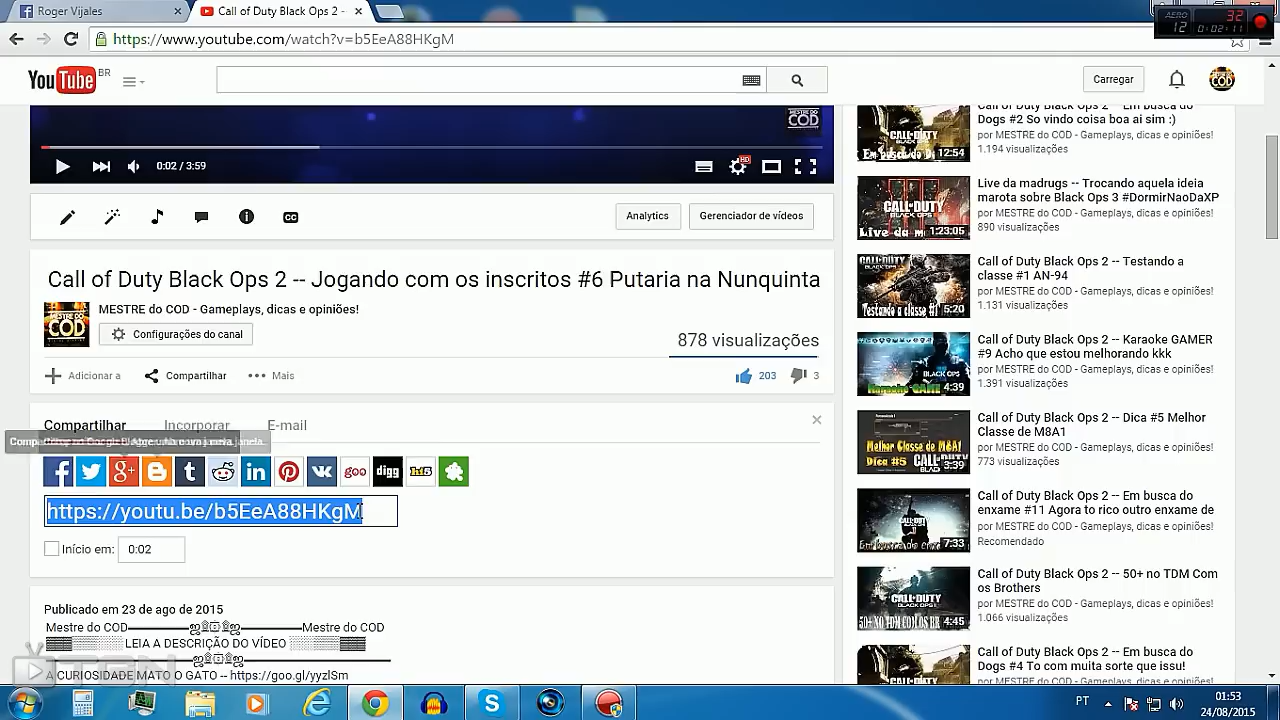 Roger Vijales
Call of Duty Black Ops 2 --
AERO
12
32
0:02:11
https://www.youtube.com/watch?v=b5EeA88HKgM
YouTube BR
Carregar
MESTRE DO COD
0:02 / 3:59
HD
Analytics
Gerenciador de vídeos
Call of Duty Black Ops 2 -- Jogando com os inscritos #6 Putaria na Nunquinta
MESTRE do COD - Gameplays, dicas e opiniões!
Configurações do canal
878 visualizações
Adicionar a
Compartilhar
Mais
203
3
Compartilhar
E-mail
goo
digg
hi5
https://youtu.be/b5EeA88HKgM
Início em:
0:02
Publicado em 23 de ago de 2015
Mestre do COD
Mestre do COD
LEIA A DESCRIÇÃO DO VÍDEO
A CURIOSIDADE MATO O GATO -- https://goo.gl/yyzlSm
Call of Duty Black Ops 2 -- Em busca do
Dogs #2 So vindo coisa boa ai sim :)
por MESTRE do COD - Gameplays, dicas e opiniões!
1.194 visualizações
12:54
Live da madrugs -- Trocando aquela ideia
marota sobre Black Ops 3 #DormirNaoDaXP
por MESTRE do COD - Gameplays, dicas e opiniões!
890 visualizações
1:23:05
Call of Duty Black Ops 2 -- Testando a
classe #1 AN-94
por MESTRE do COD - Gameplays, dicas e opiniões!
1.131 visualizações
5:20
Call of Duty Black Ops 2 -- Karaoke GAMER
#9 Acho que estou melhorando kkk
por MESTRE do COD - Gameplays, dicas e opiniões!
1.391 visualizações
4:39
Call of Duty Black Ops 2 -- Dica #5 Melhor
Classe de M8A1
por MESTRE do COD - Gameplays, dicas e opiniões!
773 visualizações
3:39
Call of Duty Black Ops 2 -- Em busca do
enxame #11 Agora to rico outro enxame de
por MESTRE do COD - Gameplays, dicas e opiniões!
Recomendado
7:33
Call of Duty Black Ops 2 -- 50+ no TDM Com
os Brothers
por MESTRE do COD - Gameplays, dicas e opiniões!
1.066 visualizações
4:45
Call of Duty Black Ops 2 -- Em busca do
Dogs #4 To com muita sorte que issu!
PT
01:53
24/08/2015